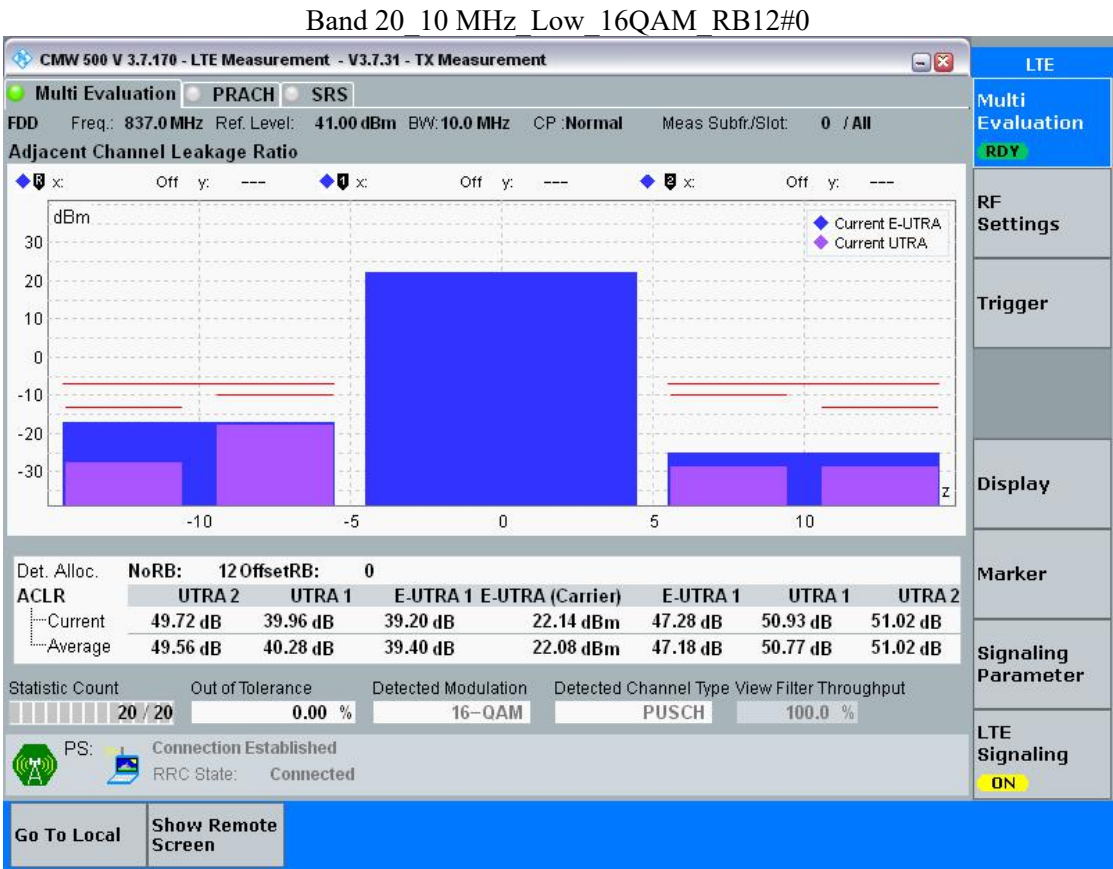 Band 20_10 MHz_Low_16QAM_RB12#0
CMW 500 V 3.7.170 - LTE Measurement - V3.7.31 - TX Measurement
LTE
Multi Evaluation PRACH SRS
FDD Freq.: 837.0 MHz Ref. Level: 41.00 dBm BW: 10.0 MHz CP :Normal Meas Subfr./Slot: 0 / All
Adjacent Channel Leakage Ratio
R x: Off y: --- 1 x: Off y: --- 2 x: Off y: ---
dBm
Current E-UTRA
Current UTRA
30
20
10
0
-10
-20
-30
z
-10 -5 0 5 10
Det. Alloc. NoRB: 12 OffsetRB: 0
ACLR UTRA 2 UTRA 1 E-UTRA 1 E-UTRA (Carrier) E-UTRA 1 UTRA 1 UTRA 2
Current 49.72 dB 39.96 dB 39.20 dB 22.14 dBm 47.28 dB 50.93 dB 51.02 dB
Average 49.56 dB 40.28 dB 39.40 dB 22.08 dBm 47.18 dB 50.77 dB 51.02 dB
Statistic Count Out of Tolerance Detected Modulation Detected Channel Type View Filter Throughput
20 / 20 0.00 % 16-QAM PUSCH 100.0 %
PS: Connection Established
RRC State: Connected
Multi
Evaluation
RDY
RF
Settings
Trigger
Display
Marker
Signaling
Parameter
LTE
Signaling
ON
Go To Local
Show Remote
Screen